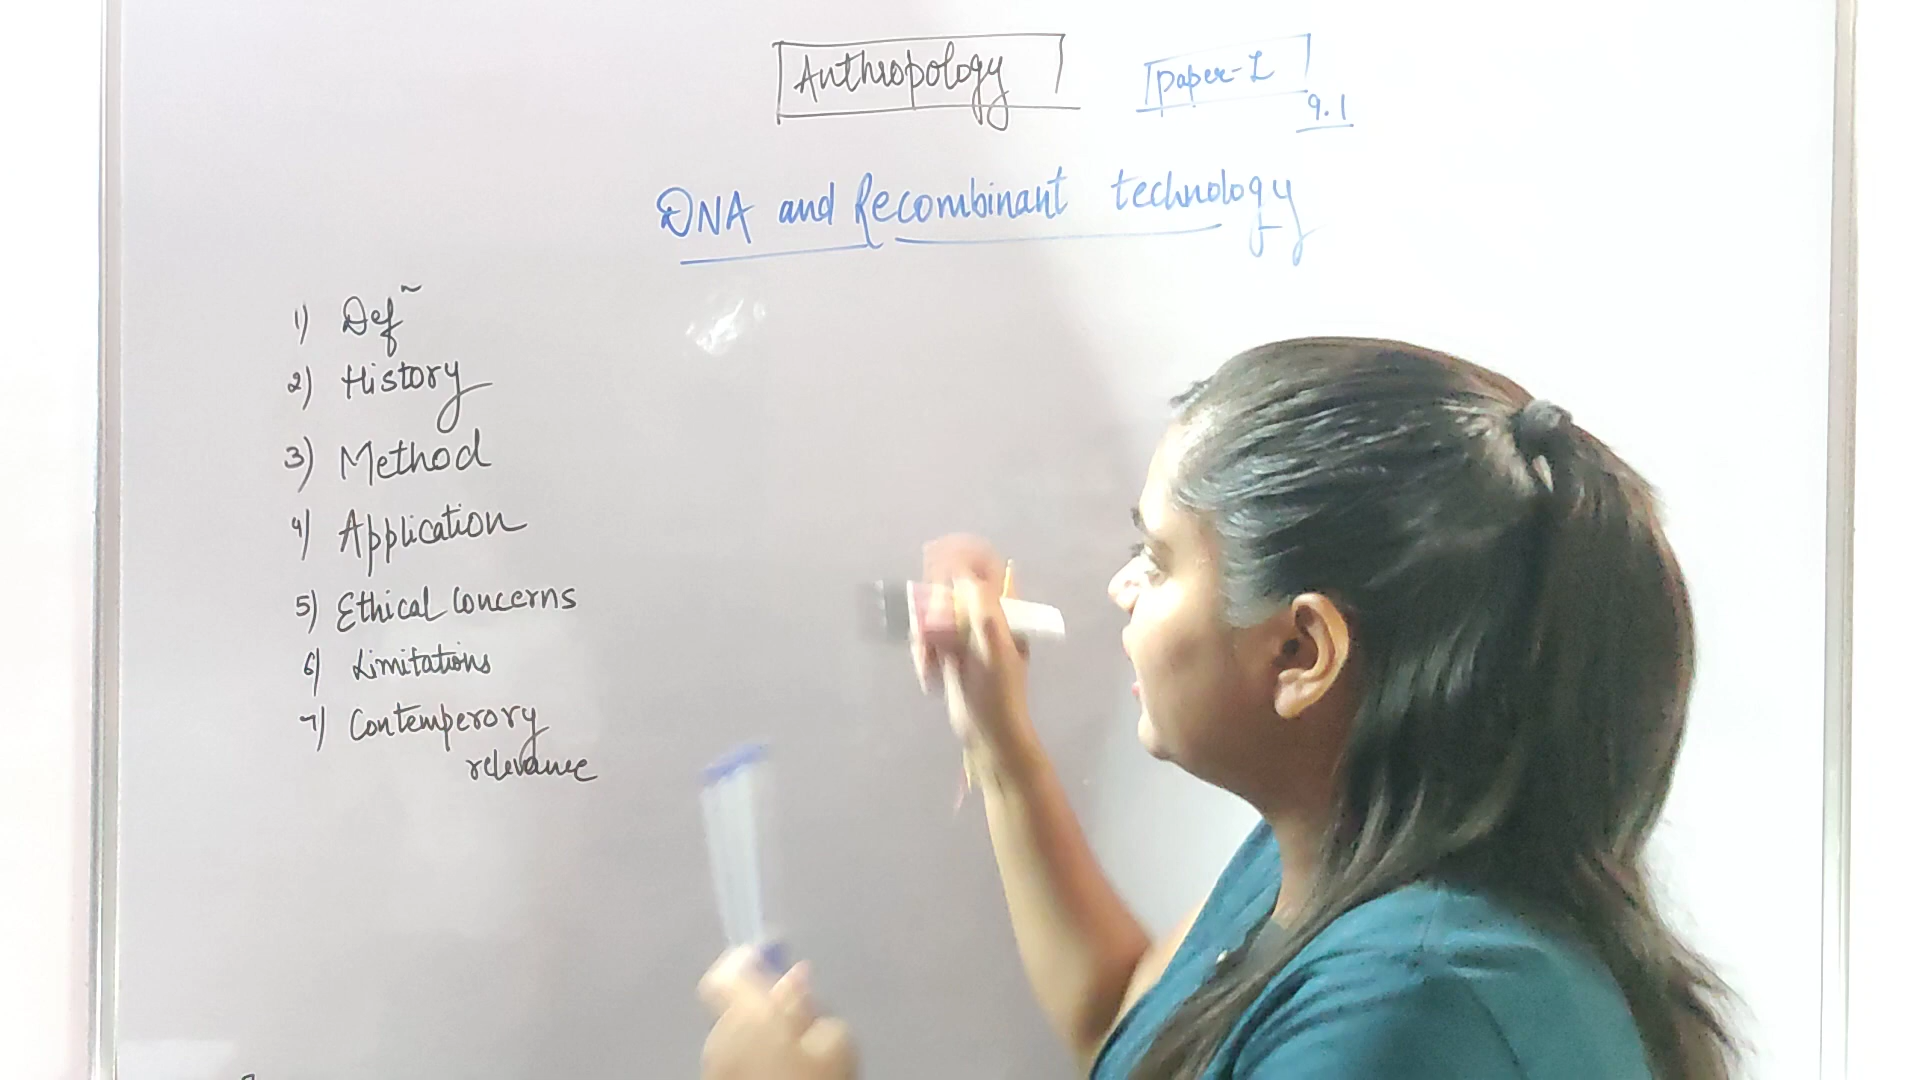 Anthropology
Paper-I
9.1
DNA and Recombinant technology
1) Def~
2) History
3) Method
4) Application
5) Ethical Concerns
6) Limitations
7) Contemperory
relevance